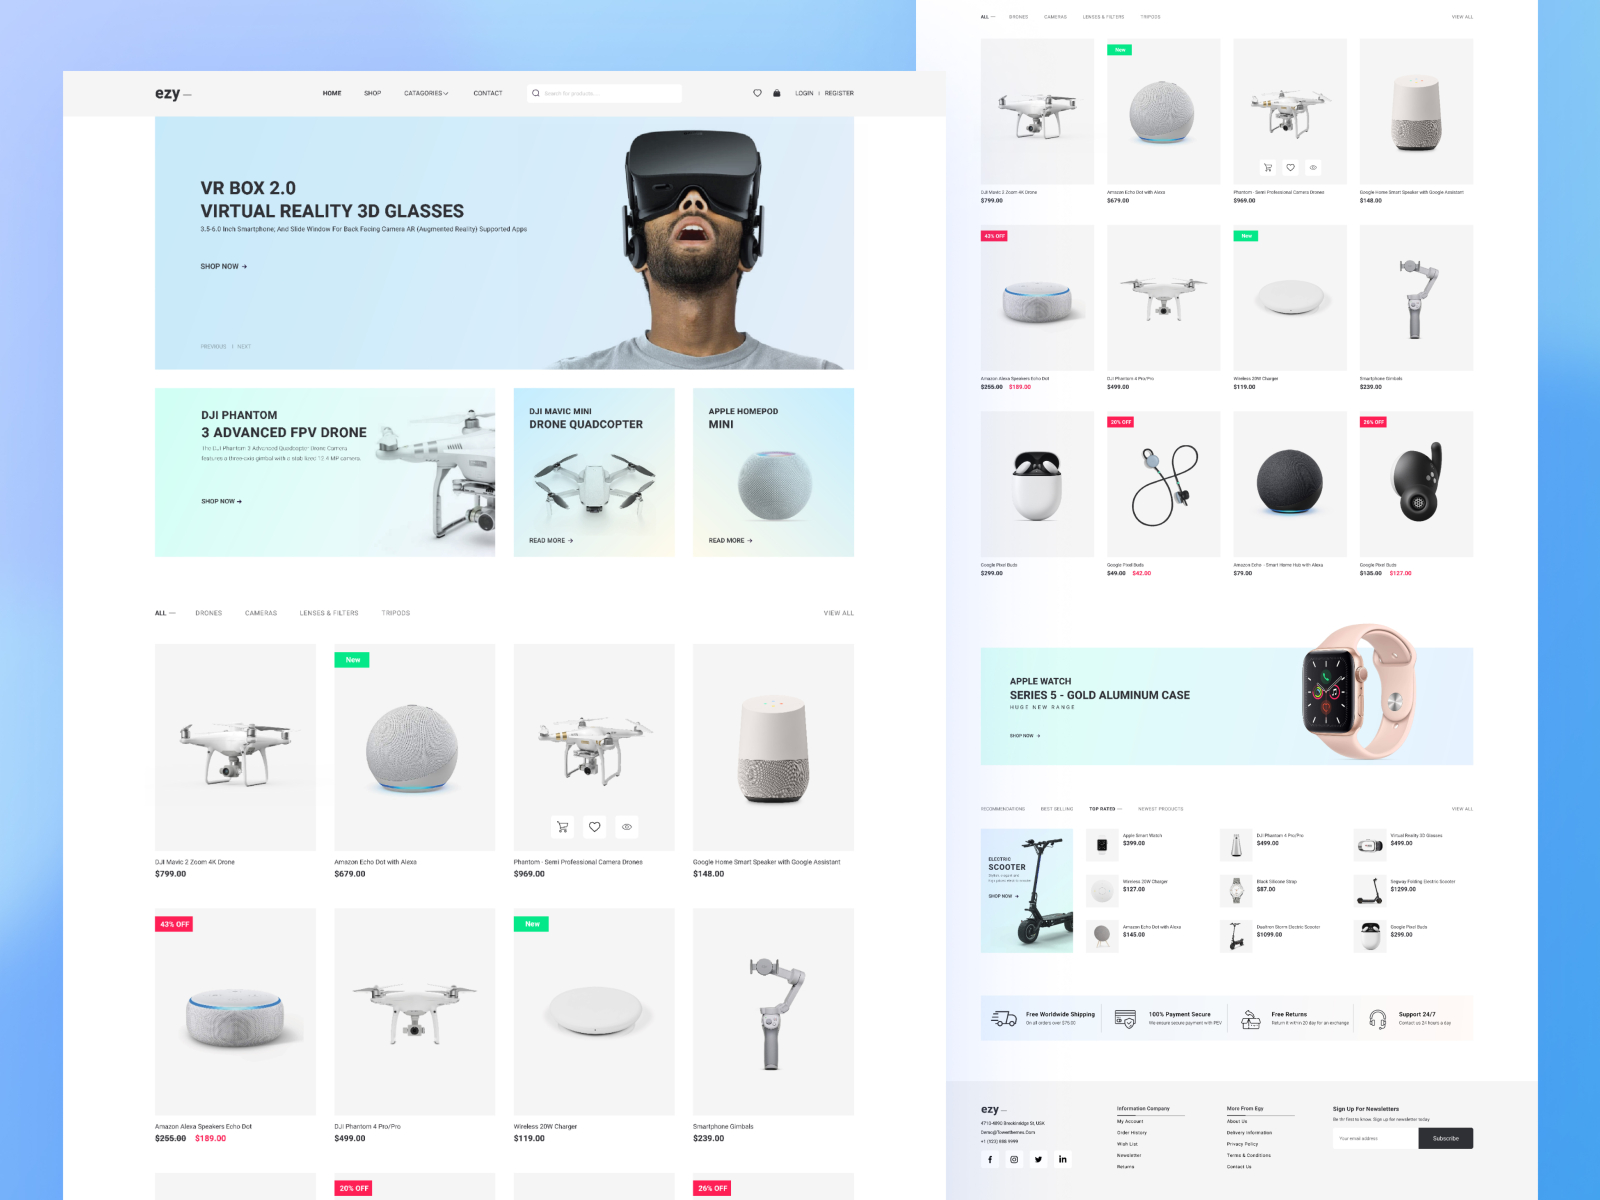 ezy
HOME
SHOP
CATAGORIES
CONTACT
Search for products ...
LOGIN | REGISTER
VR BOX 2.0
VIRTUAL REALITY 3D GLASSES
3.5-6.0 Inch Smartphone; And Slide Window For Back Facing Camera AR (Augmented Reality) Supported Apps
SHOP NOW
PREVIOUS | NEXT
DJI PHANTOM
3 ADVANCED FPV DRONE
The DJI Phantom 3 Advanced Quadcopter Drone Camera
features a three-axis gimbal with a stabilized 12.4 MP camera.
SHOP NOW
DJI MAVIC MINI
DRONE QUADCOPTER
READ MORE
APPLE HOMEPOD
MINI
READ MORE
ALL
DRONES
CAMERAS
LENSES & FILTERS
TRIPODS
VIEW ALL
New
DJI Mavic 2 Zoom 4K Drone
$799.00
Amazon Echo Dot with Alexa
$679.00
Phantom - Semi Professional Camera Drones
$969.00
Google Home Smart Speaker with Google Assistant
$148.00
43% OFF
New
Amazon Alexa Speakers Echo Dot
$255.00 $189.00
DJI Phantom 4 Pro/Pro
$499.00
Wireless 20W Charger
$119.00
Smartphone Gimbals
$239.00
20% OFF
26% OFF
ALL
DRONES
CAMERAS
LENSES & FILTERS
TRIPODS
VIEW ALL
New
DJI Mavic 2 Zoom 4K Drone
$799.00
Amazon Echo Dot with Alexa
$679.00
Phantom - Semi Professional Camera Drones
$969.00
Google Home Smart Speaker with Google Assistant
$148.00
43% OFF
New
Amazon Alexa Speakers Echo Dot
$255.00 $189.00
DJI Phantom 4 Pro/Pro
$499.00
Wireless 20W Charger
$119.00
Smartphone Gimbals
$239.00
20% OFF
26% OFF
Google Pixel Buds
$299.00
Google Pixel Buds
$49.00 $42.00
Amazon Echo - Smart Home Hub with Alexa
$79.00
Google Pixel Buds
$135.00 $127.00
APPLE WATCH
SERIES 5 - GOLD ALUMINUM CASE
HUGE NEW RANGE
SHOP NOW
RECOMMENDATIONS
BEST SELLING
TOP RATED
NEWEST PRODUCTS
VIEW ALL
ELECTRIC
SCOOTER
SHOP NOW
Apple Smart Watch
$399.00
DJI Phantom 4 Pro/Pro
$499.00
Virtual Reality 3D Glasses
$499.00
Wireless 20W Charger
$127.00
Black Silicone Strap
$87.00
Segway Folding Electric Scooter
$1299.00
Amazon Echo Dot with Alexa
$145.00
Dualtron Storm Electric Scooter
$1099.00
Google Pixel Buds
$299.00
Free Worldwide Shipping
On all orders over $75.00
100% Payment Secure
We ensure secure payment with PEV
Free Returns
Return it within 20 day for an exchange
Support 24/7
Contact us 24 hours a day
ezy
4710-4890 Breckinridge St, USK
Demo@Towerthemes.Com
+1 (023) 888 9999
Information Company
My Account
Order History
Wish List
Newsletter
Returns
More From Egy
About Us
Delivery Information
Privacy Policy
Terms & Conditions
Contact Us
Sign Up For Newsletters
Be th' first to know. Sign up for newsletter today
Your email address
Subscribe